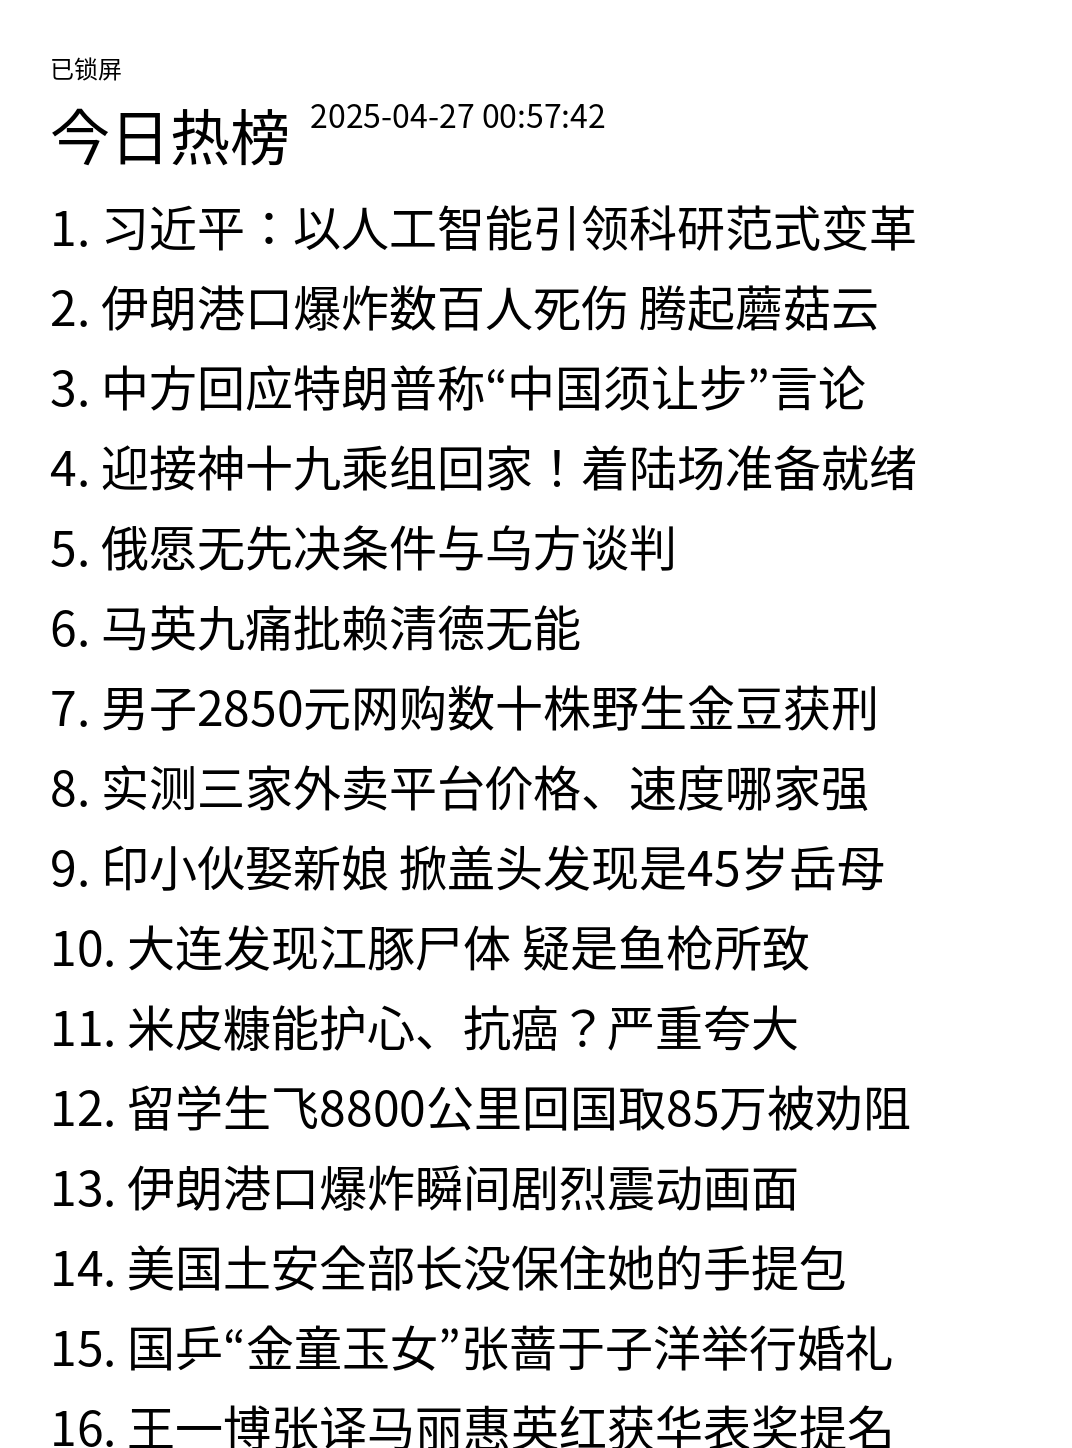 已锁屏
今日热榜 2025-04-27 00:57:42
1. 习近平：以人工智能引领科研范式变革
2. 伊朗港口爆炸数百人死伤 腾起蘑菇云
3. 中方回应特朗普称“中国须让步”言论
4. 迎接神十九乘组回家！着陆场准备就绪
5. 俄愿无先决条件与乌方谈判
6. 马英九痛批赖清德无能
7. 男子2850元网购数十株野生金豆获刑
8. 实测三家外卖平台价格、速度哪家强
9. 印小伙娶新娘 掀盖头发现是45岁岳母
10. 大连发现江豚尸体 疑是鱼枪所致
11. 米皮糠能护心、抗癌？严重夸大
12. 留学生飞8800公里回国取85万被劝阻
13. 伊朗港口爆炸瞬间剧烈震动画面
14. 美国土安全部长没保住她的手提包
15. 国乒“金童玉女”张蔷于子洋举行婚礼
16. 王一博张译马丽惠英红获华表奖提名